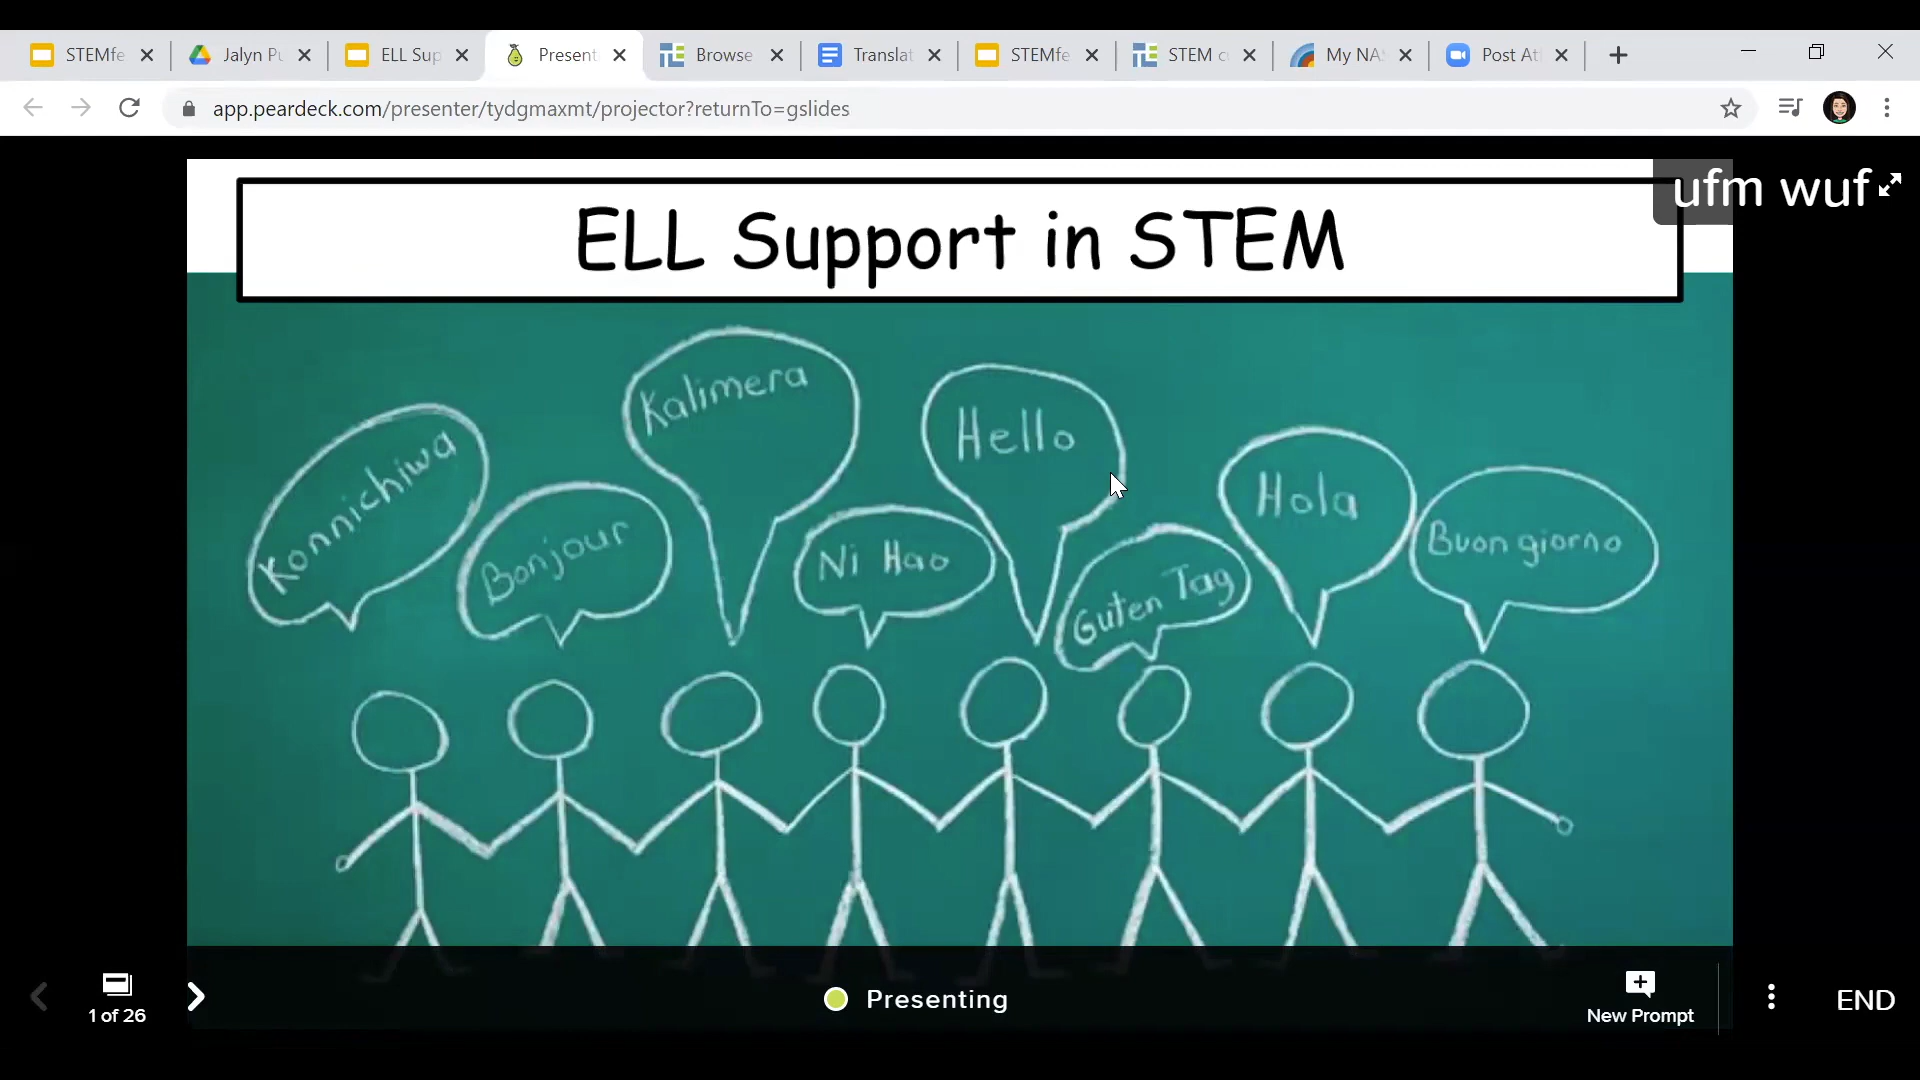 STEMfe
Jalyn Pu
ELL Sup
Present
Browse
Translat
STEMfe
STEM c
My NAS
Post At
app.peardeck.com/presenter/tydgmaxmt/projector?returnTo=gslides
ufm wuf
ELL Support in STEM
Konnichiwa
Bonjour
Kalimera
Ni Hao
Hello
Guten Tag
Hola
Buon giorno
1 of 26
Presenting
New Prompt
END